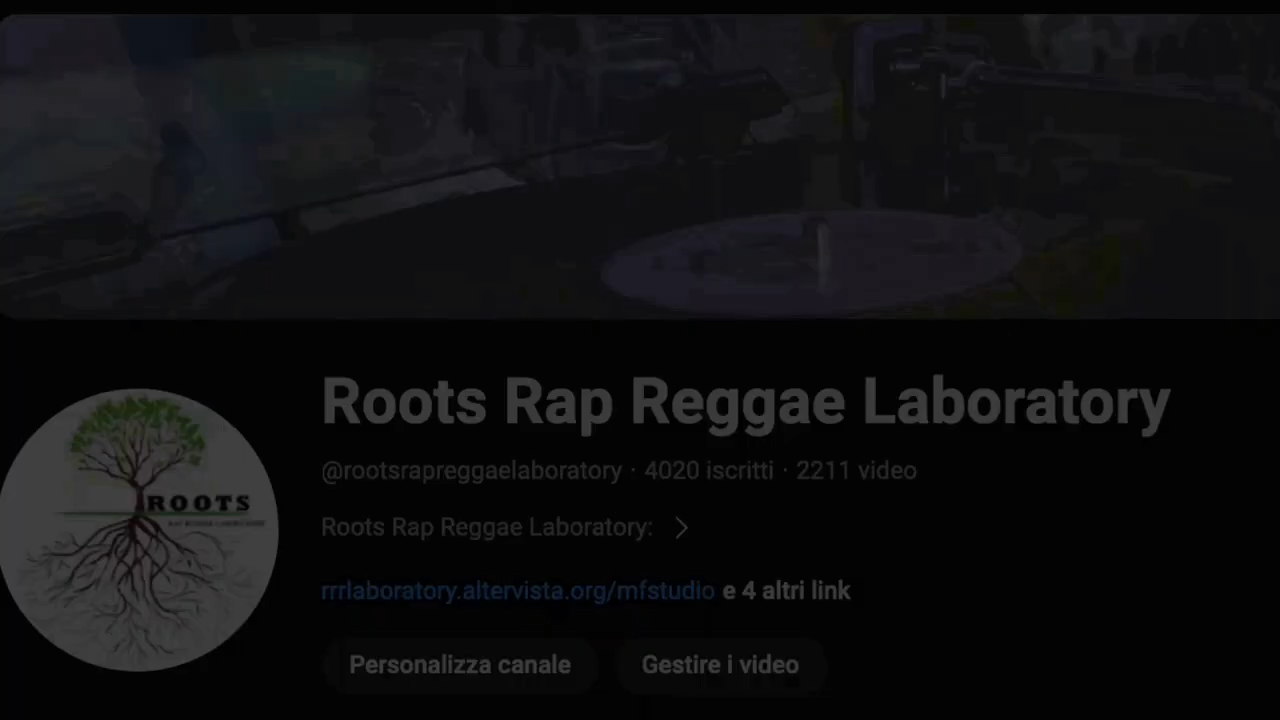 Roots Rap Reggae Laboratory
@rootsrapreggaelaboratory · 4020 iscritti · 2211 video
ROOTS
Roots Rap Reggae Laboratory:
rrrlaboratory.altervista.org/mfstudio e 4 altri link
Personalizza canale Gestire i video